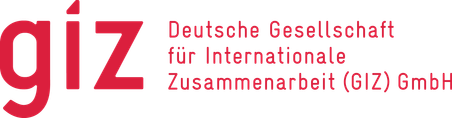 giz
Deutsche Gesellschaft
für Internationale
Zusammenarbeit (GIZ) GmbH